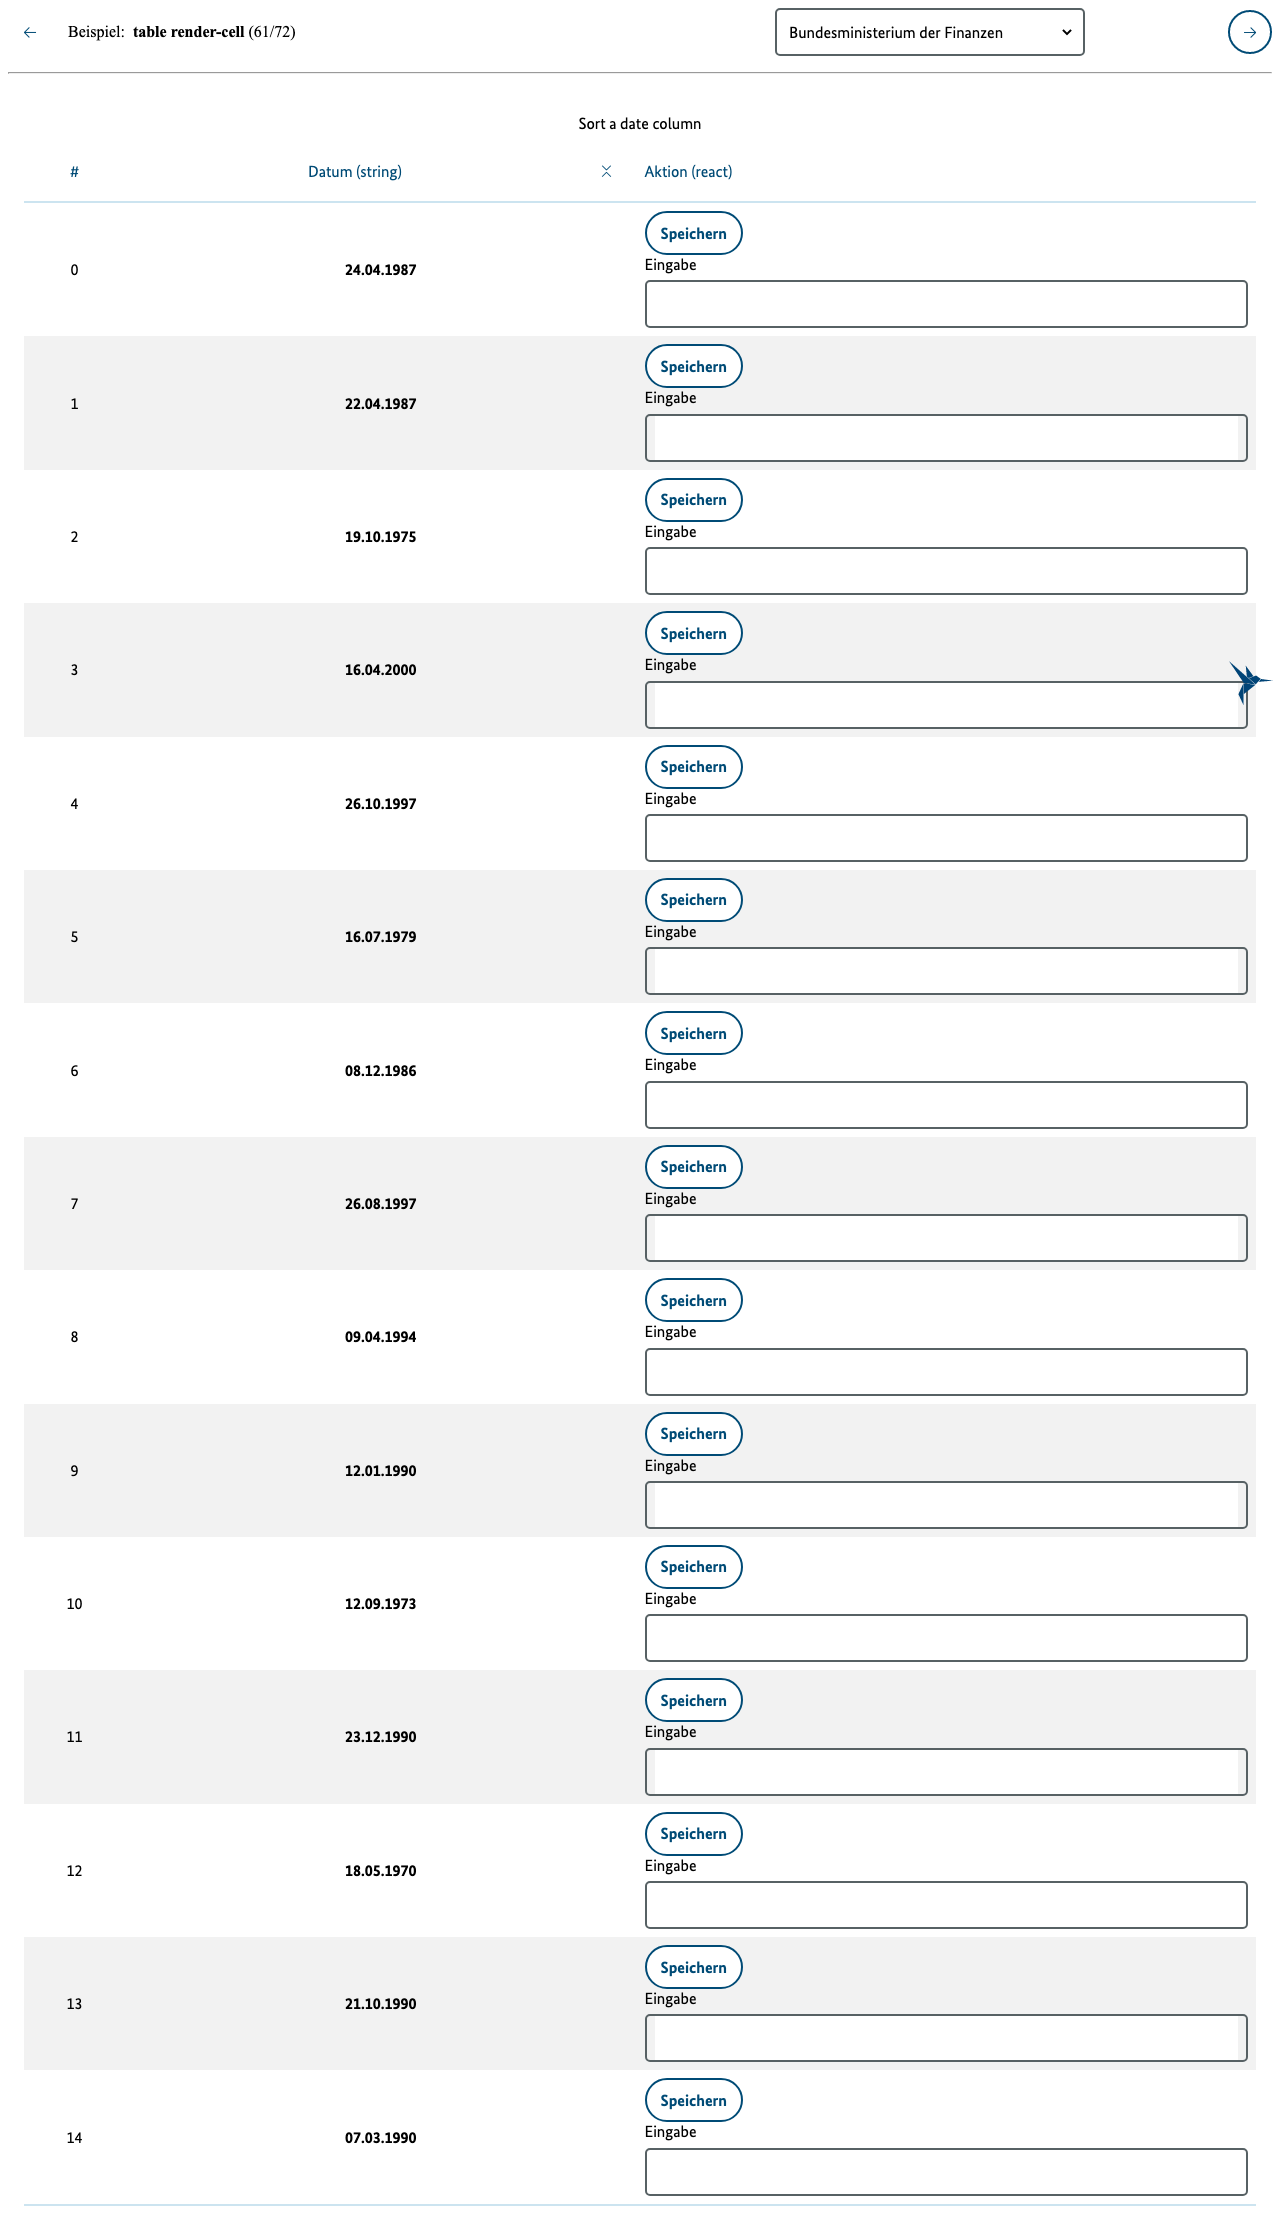 Beispiel: table render-cell (61/72)
Bundesministerium der Finanzen
Sort a date column
# Datum (string) Aktion (react)
Speichern
Eingabe
0 24.04.1987
Speichern
Eingabe
1 22.04.1987
Speichern
Eingabe
2 19.10.1975
Speichern
Eingabe
3 16.04.2000
Speichern
Eingabe
4 26.10.1997
Speichern
Eingabe
5 16.07.1979
Speichern
Eingabe
6 08.12.1986
Speichern
Eingabe
7 26.08.1997
Speichern
Eingabe
8 09.04.1994
Speichern
Eingabe
9 12.01.1990
Speichern
Eingabe
10 12.09.1973
Speichern
Eingabe
11 23.12.1990
Speichern
Eingabe
12 18.05.1970
Speichern
Eingabe
13 21.10.1990
Speichern
Eingabe
14 07.03.1990